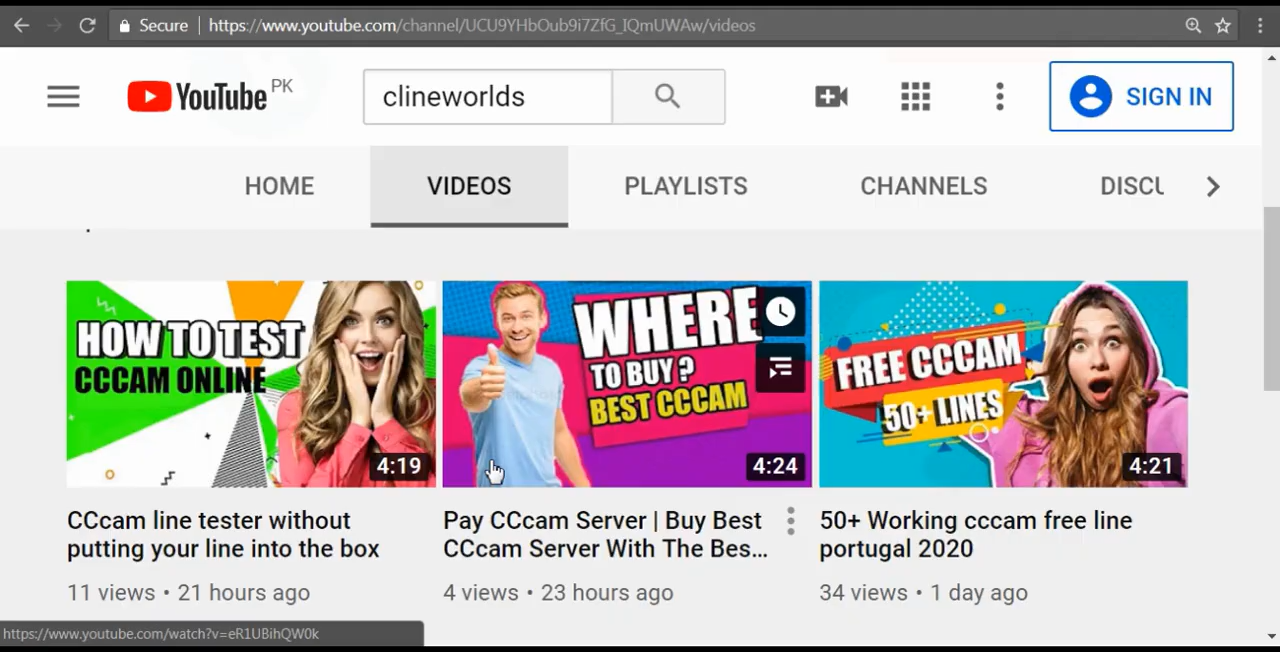 Secure | https://www.youtube.com/channel/UCU9YHbOub9i7ZfG_IQmUWAw/videos
YouTube PK
clineworlds
SIGN IN
HOME
VIDEOS
PLAYLISTS
CHANNELS
DISCU
HOW TO TEST
CCCAM ONLINE
4:19
WHERE
TO BUY ?
BEST CCCAM
4:24
FREE CCCAM
50+ LINES
4:21
CCcam line tester without
putting your line into the box
11 views • 21 hours ago
Pay CCcam Server | Buy Best
CCcam Server With The Bes...
4 views • 23 hours ago
50+ Working cccam free line
portugal 2020
34 views • 1 day ago
https://www.youtube.com/watch?v=eR1UBihQW0k